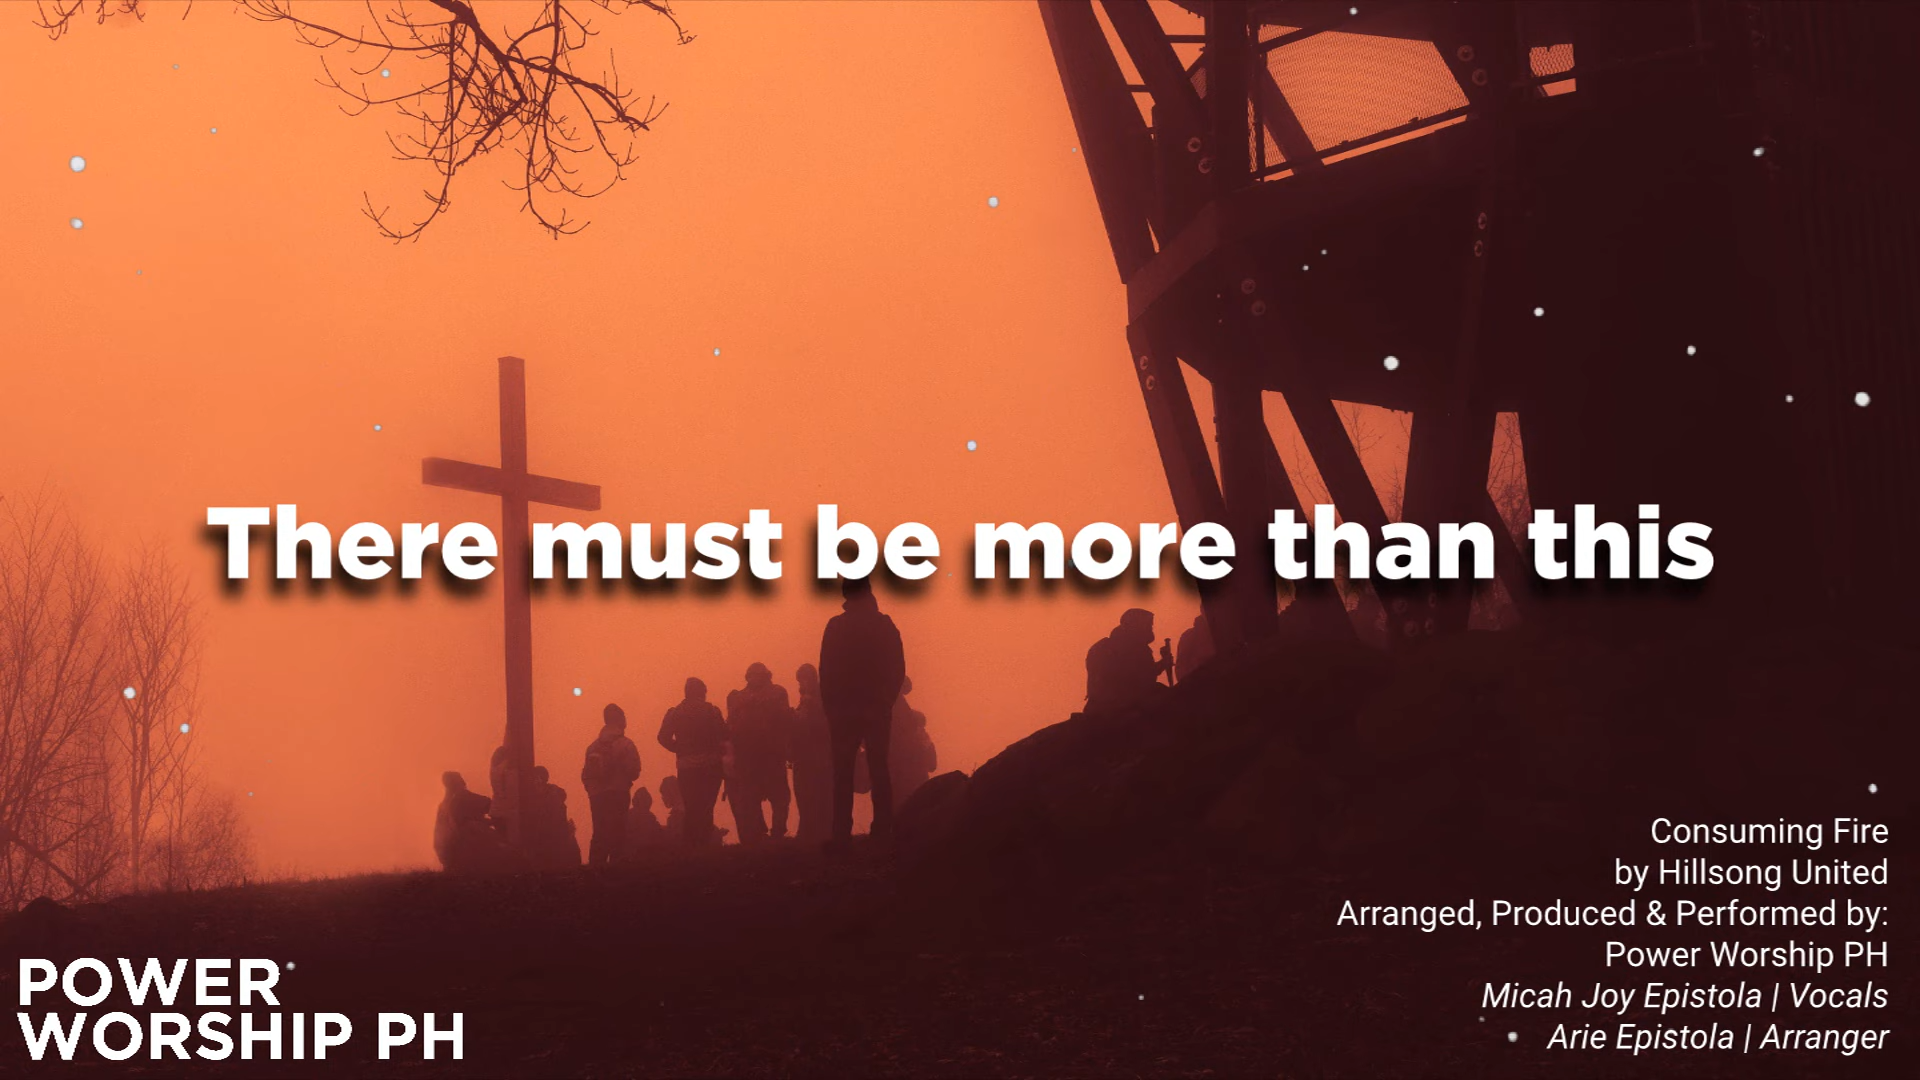 There must be more than this
Consuming Fire
by Hillsong United
Arranged, Produced & Performed by:
Power Worship PH
Micah Joy Epistola | Vocals
Arie Epistola | Arranger
POWER
WORSHIP PH